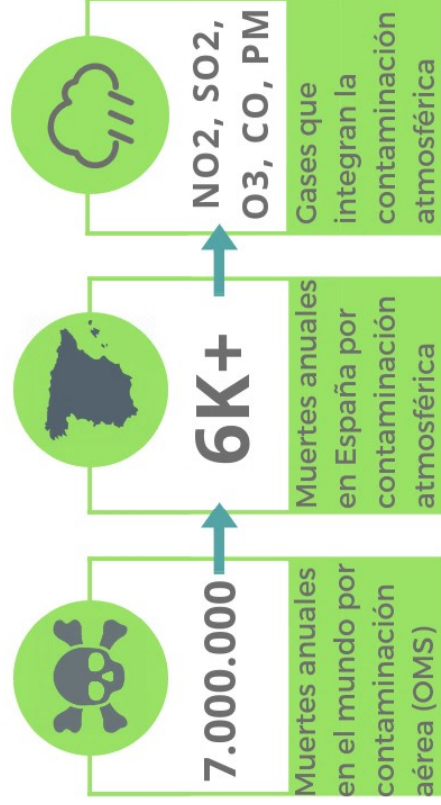 7.000.000
Muertes anuales
en el mundo por
contaminación
aérea (OMS)
6K+
Muertes anuales
en España por
contaminación
atmosférica
NO2, SO2,
O3, CO, PM
Gases que
integran la
contaminación
atmosférica